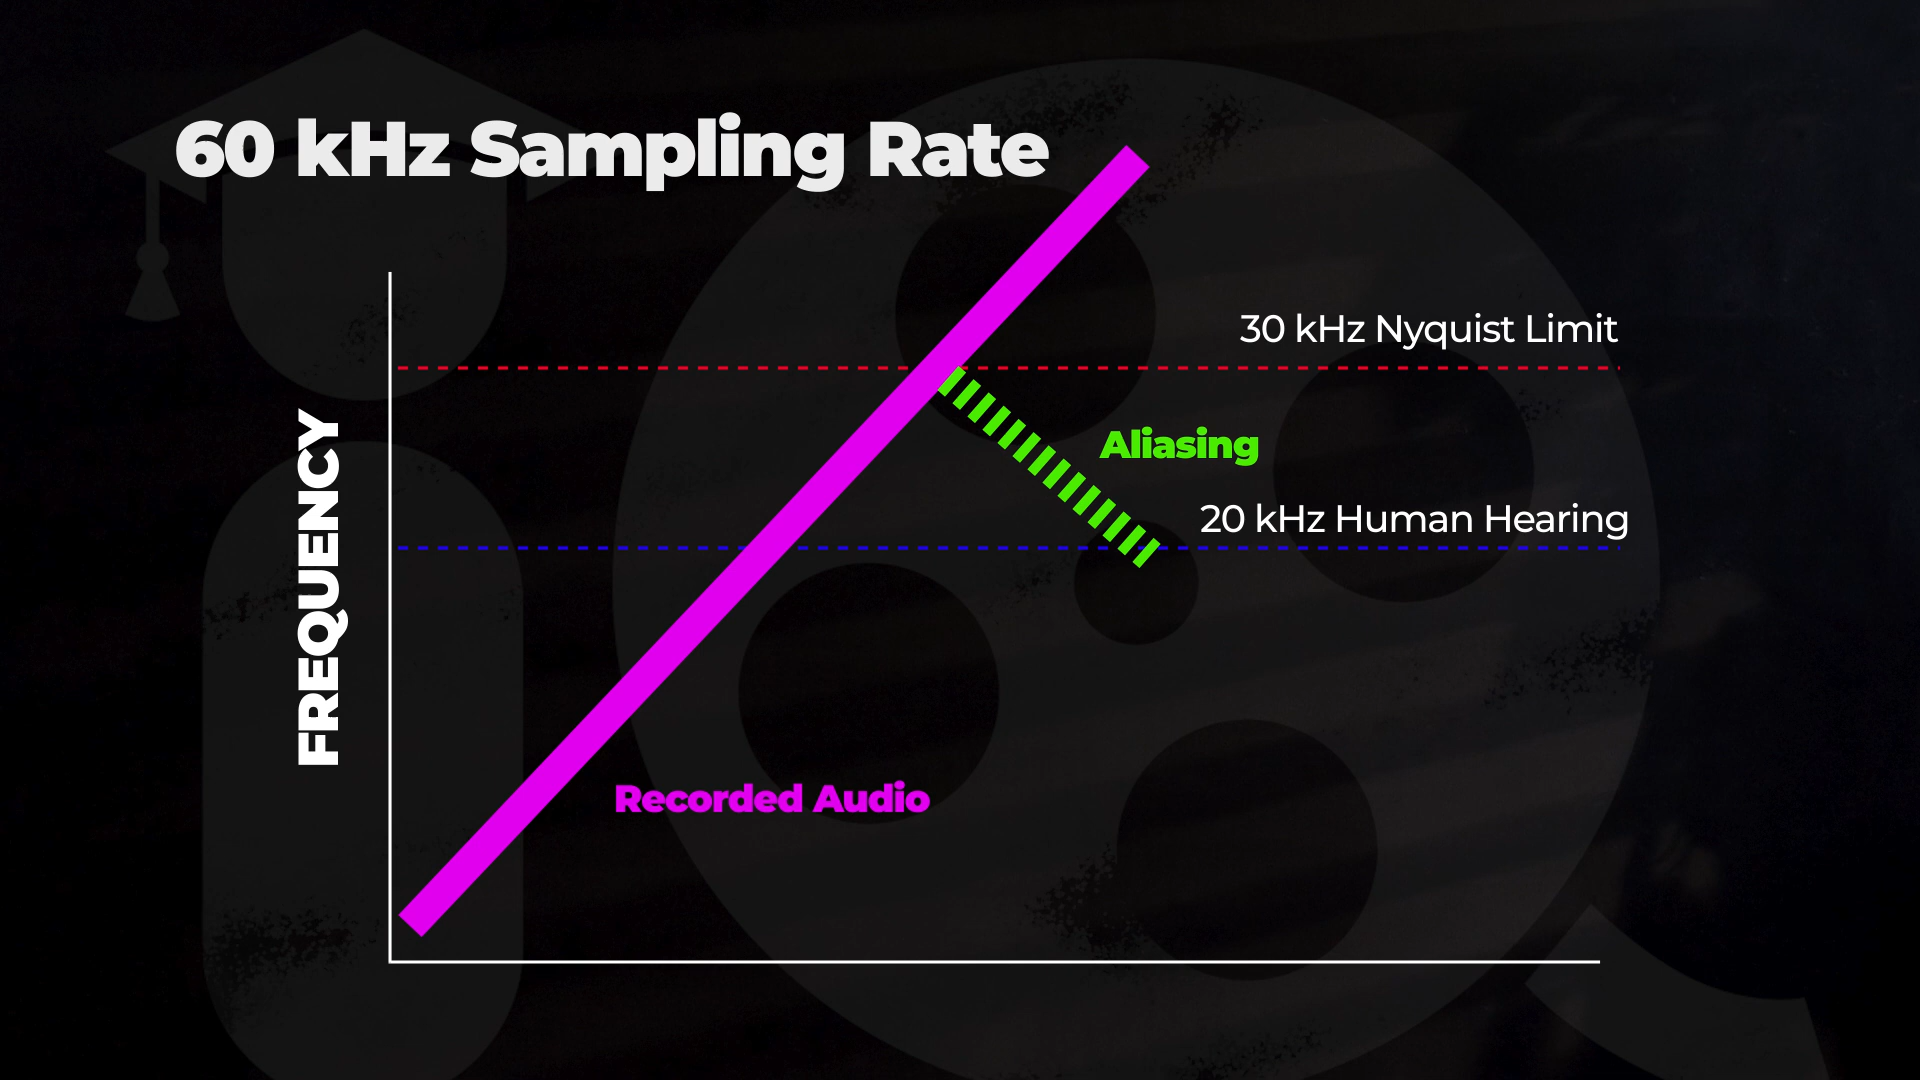 60 kHz Sampling Rate
30 kHz Nyquist Limit
Aliasing
20 kHz Human Hearing
FREQUENCY
Recorded Audio